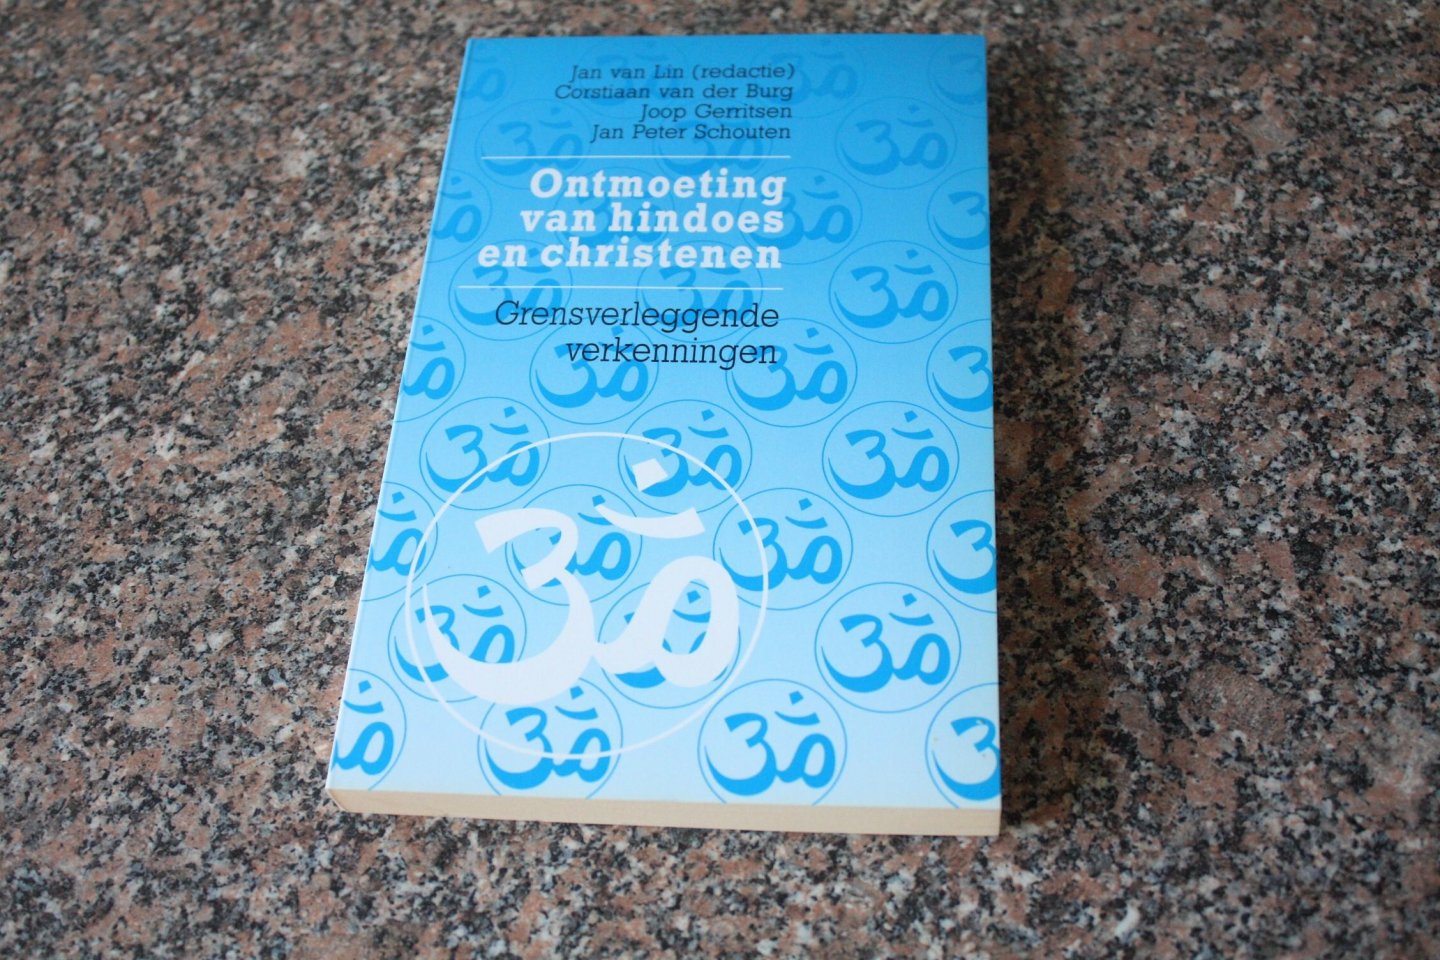 Jan van Lin (redactie)
Corstiaan van der Burg
Joop Gerritsen
Jan Peter Schouten
Ontmoeting
van hindoes
en christenen
Grensverleggende
verkenningen